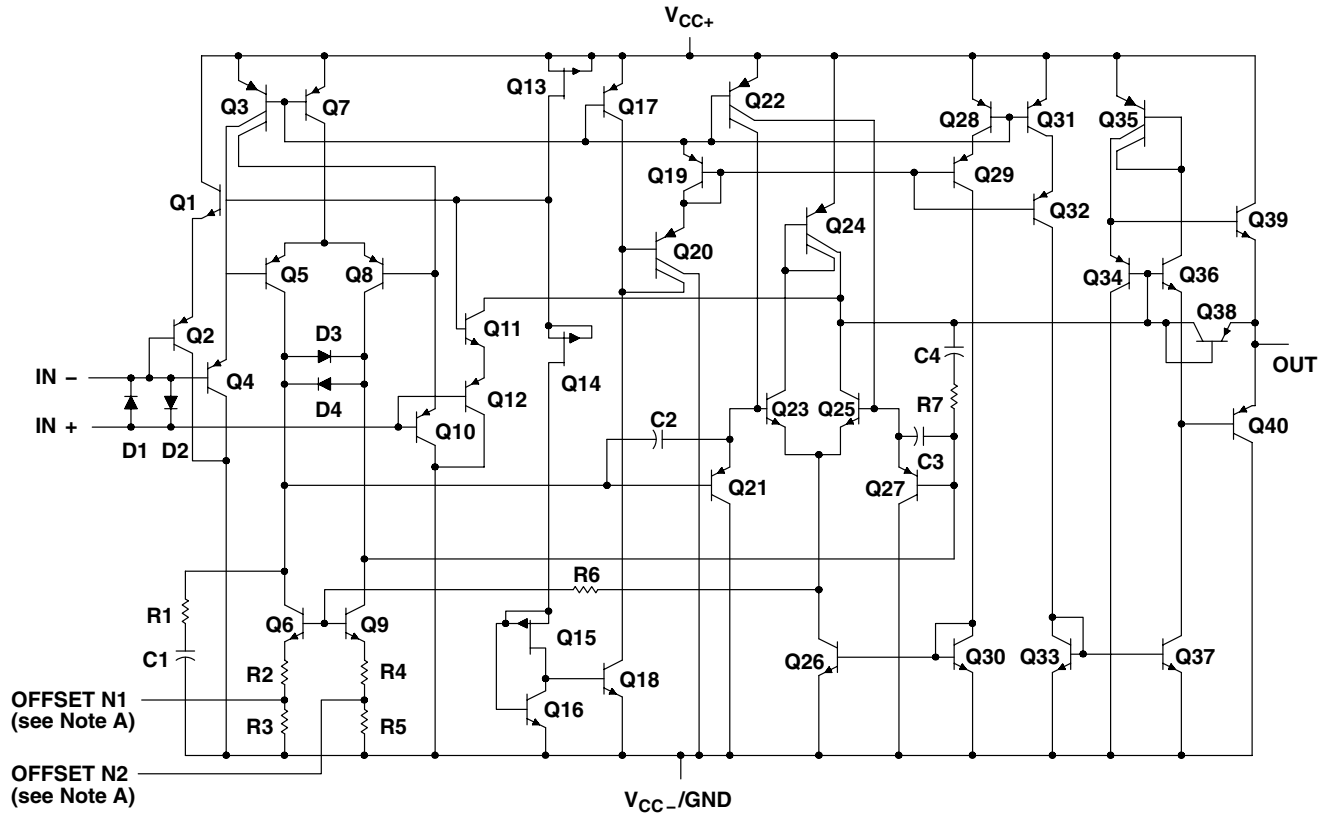 VCC+
Q3
Q7
Q13
Q17
Q22
Q28
Q31
Q35
Q1
Q19
Q29
Q32
Q39
Q20
Q24
Q5
Q8
Q34
Q36
Q2
D3
Q11
Q14
Q38
IN −
Q4
D4
Q12
C4
OUT
IN +
D1
D2
Q10
C2
Q23
Q25
R7
C3
Q40
Q21
Q27
R1
R6
Q6
Q9
Q15
C1
R2
R4
Q18
Q26
Q30
Q33
Q37
OFFSET N1
(see Note A)
R3
R5
Q16
OFFSET N2
(see Note A)
VCC−/GND